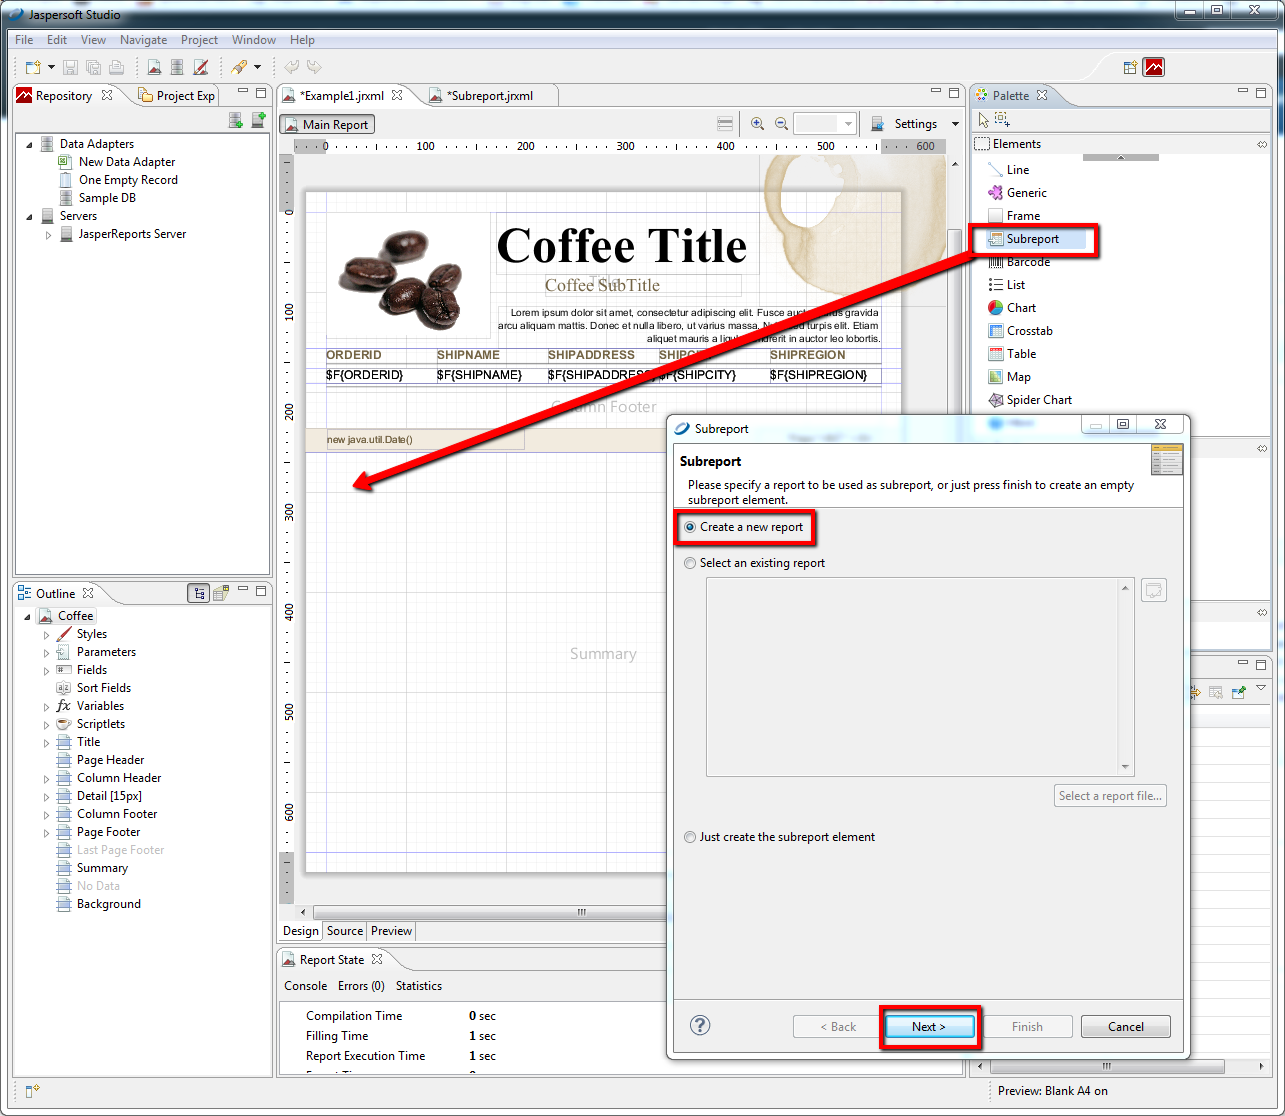 Jaspersoft Studio
File Edit View Navigate Project Window Help
Repository
Project Exp
Data Adapters
New Data Adapter
One Empty Record
Sample DB
Servers
JasperReports Server
Outline
Coffee
Styles
Parameters
Fields
Sort Fields
Variables
Scriptlets
Title
Page Header
Column Header
Detail [15px]
Column Footer
Page Footer
Last Page Footer
Summary
No Data
Background
*Example1.jrxml
*Subreport.jrxml
Main Report
Settings
0 100 200 300 400 500 600
0
100
200
300
400
500
600
Coffee Title
Title
Coffee SubTitle
Lorem ipsum dolor sit amet, consectetur adipiscing elit. Fusce gravida
arcu aliquam mattis. Donec et nulla libero, ut varius massa. turpis elit. Etiam
aliquet mauris a in auctor leo lobortis.
ORDERID SHIPNAME SHIPADDRESS SHIPREGION
$F{ORDERID} $F{SHIPNAME} $F{SHIPADDRESS} $F{SHIPCITY} $F{SHIPREGION}
Column Footer
new java.util.Date()
Summary
Design Source Preview
Report State
Console Errors (0) Statistics
Compilation Time 0 sec
Filling Time 1 sec
Report Execution Time 1 sec
Palette
Elements
Line
Generic
Frame
Subreport
Barcode
List
Chart
Crosstab
Table
Map
Spider Chart
Subreport
Subreport
Please specify a report to be used as subreport, or just press finish to create an empty
subreport element.
Create a new report
Select an existing report
Select a report file...
Just create the subreport element
< Back Next > Finish Cancel
Preview: Blank A4 on